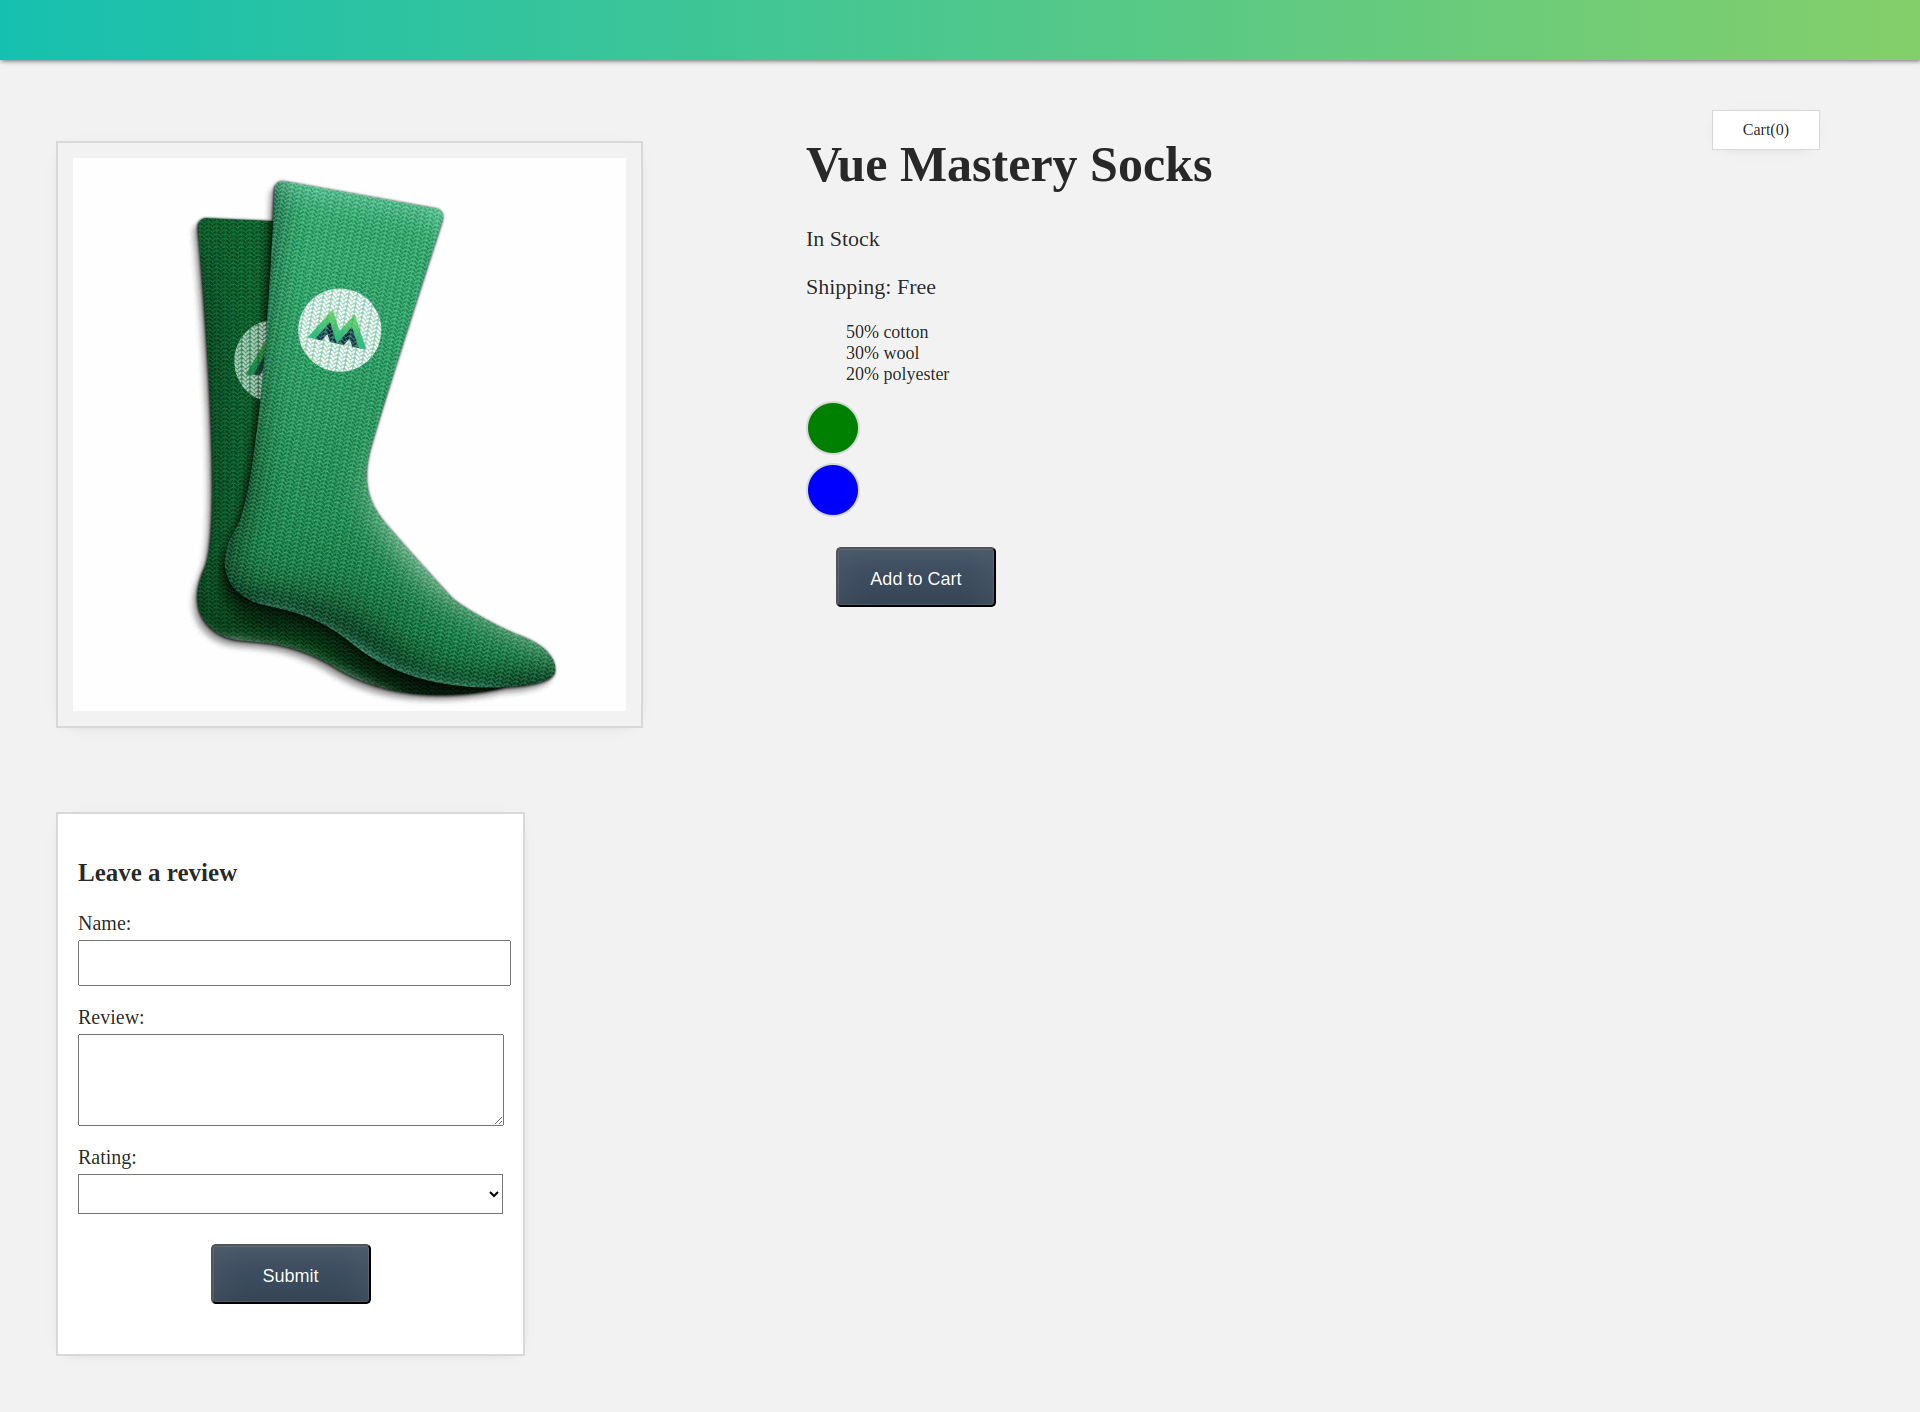 Cart(0)
Vue Mastery Socks
In Stock
Shipping: Free
50% cotton
30% wool
20% polyester
Add to Cart
Leave a review
Name:
Review:
Rating:
Submit